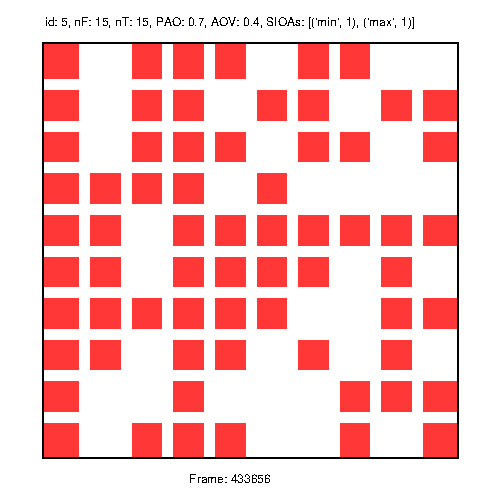 id: 5, nF: 15, nT: 15, PAO: 0.7, AOV: 0.4, SIOAs: [('min', 1), ('max', 1)]
Frame: 433656